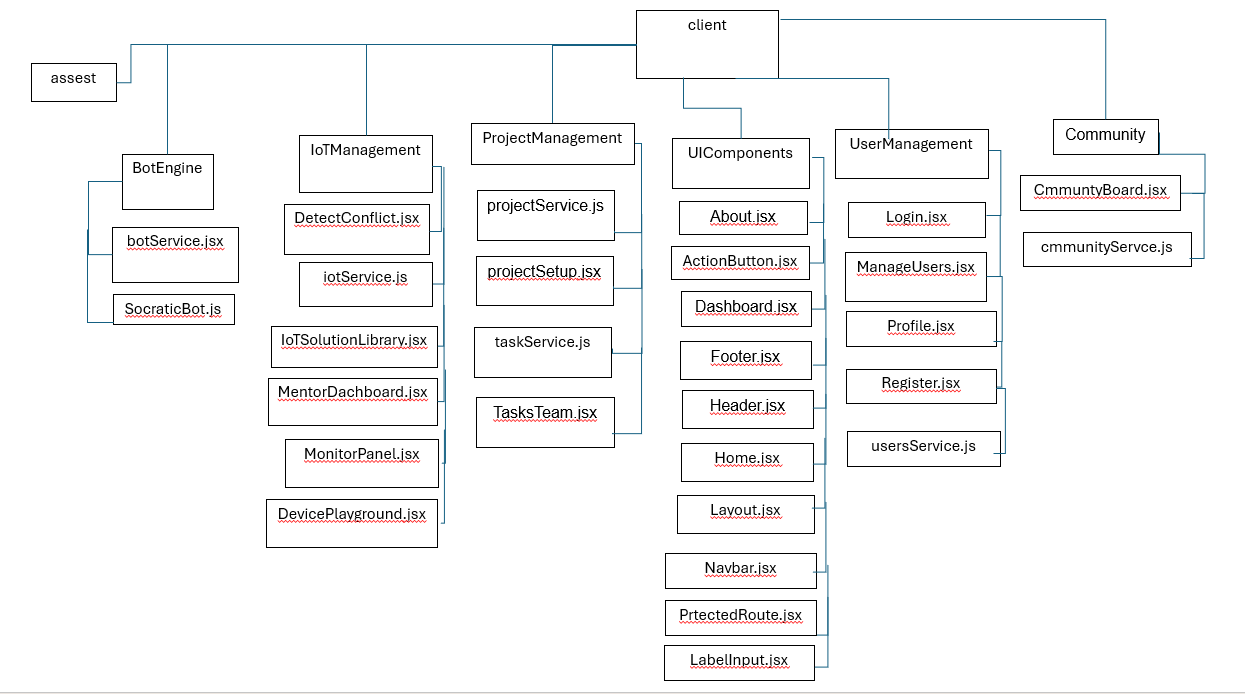 client
assest
BotEngine
botService.jsx
SocraticBot.js
IoTManagement
DetectConflict.jsx
iotService.js
IoTSolutionLibrary.jsx
MentorDachboard.jsx
MonitorPanel.jsx
DevicePlayground.jsx
ProjectManagement
projectService.js
projectSetup.jsx
taskService.js
TasksTeam.jsx
UIComponents
About.jsx
ActionButton.jsx
Dashboard.jsx
Footer.jsx
Header.jsx
Home.jsx
Layout.jsx
Navbar.jsx
PrtectedRoute.jsx
LabelInput.jsx
UserManagement
Login.jsx
ManageUsers.jsx
Profile.jsx
Register.jsx
usersService.js
Community
CmmuntyBoard.jsx
cmmunityServce.js